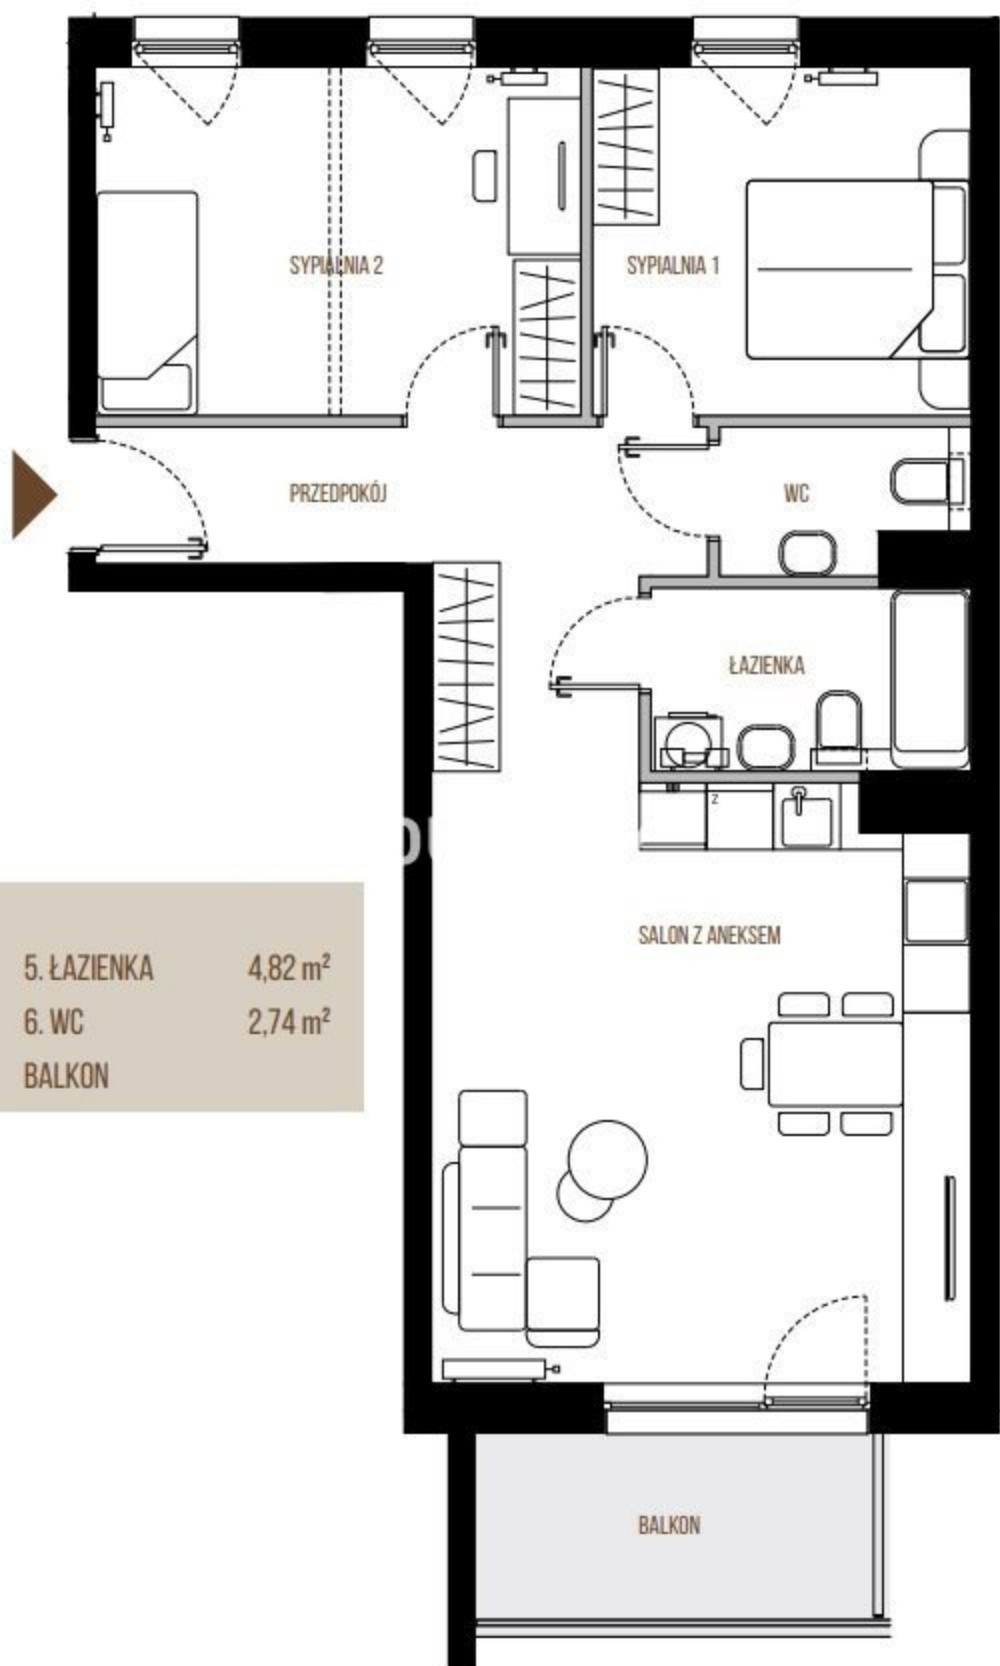 SYPIALNIA 2
SYPIALNIA 1
PRZEDPOKÓJ
WC
ŁAZIENKA
Z
SALON Z ANEKSEM
5. ŁAZIENKA 4,82 m²
6. WC 2,74 m²
BALKON
BALKON